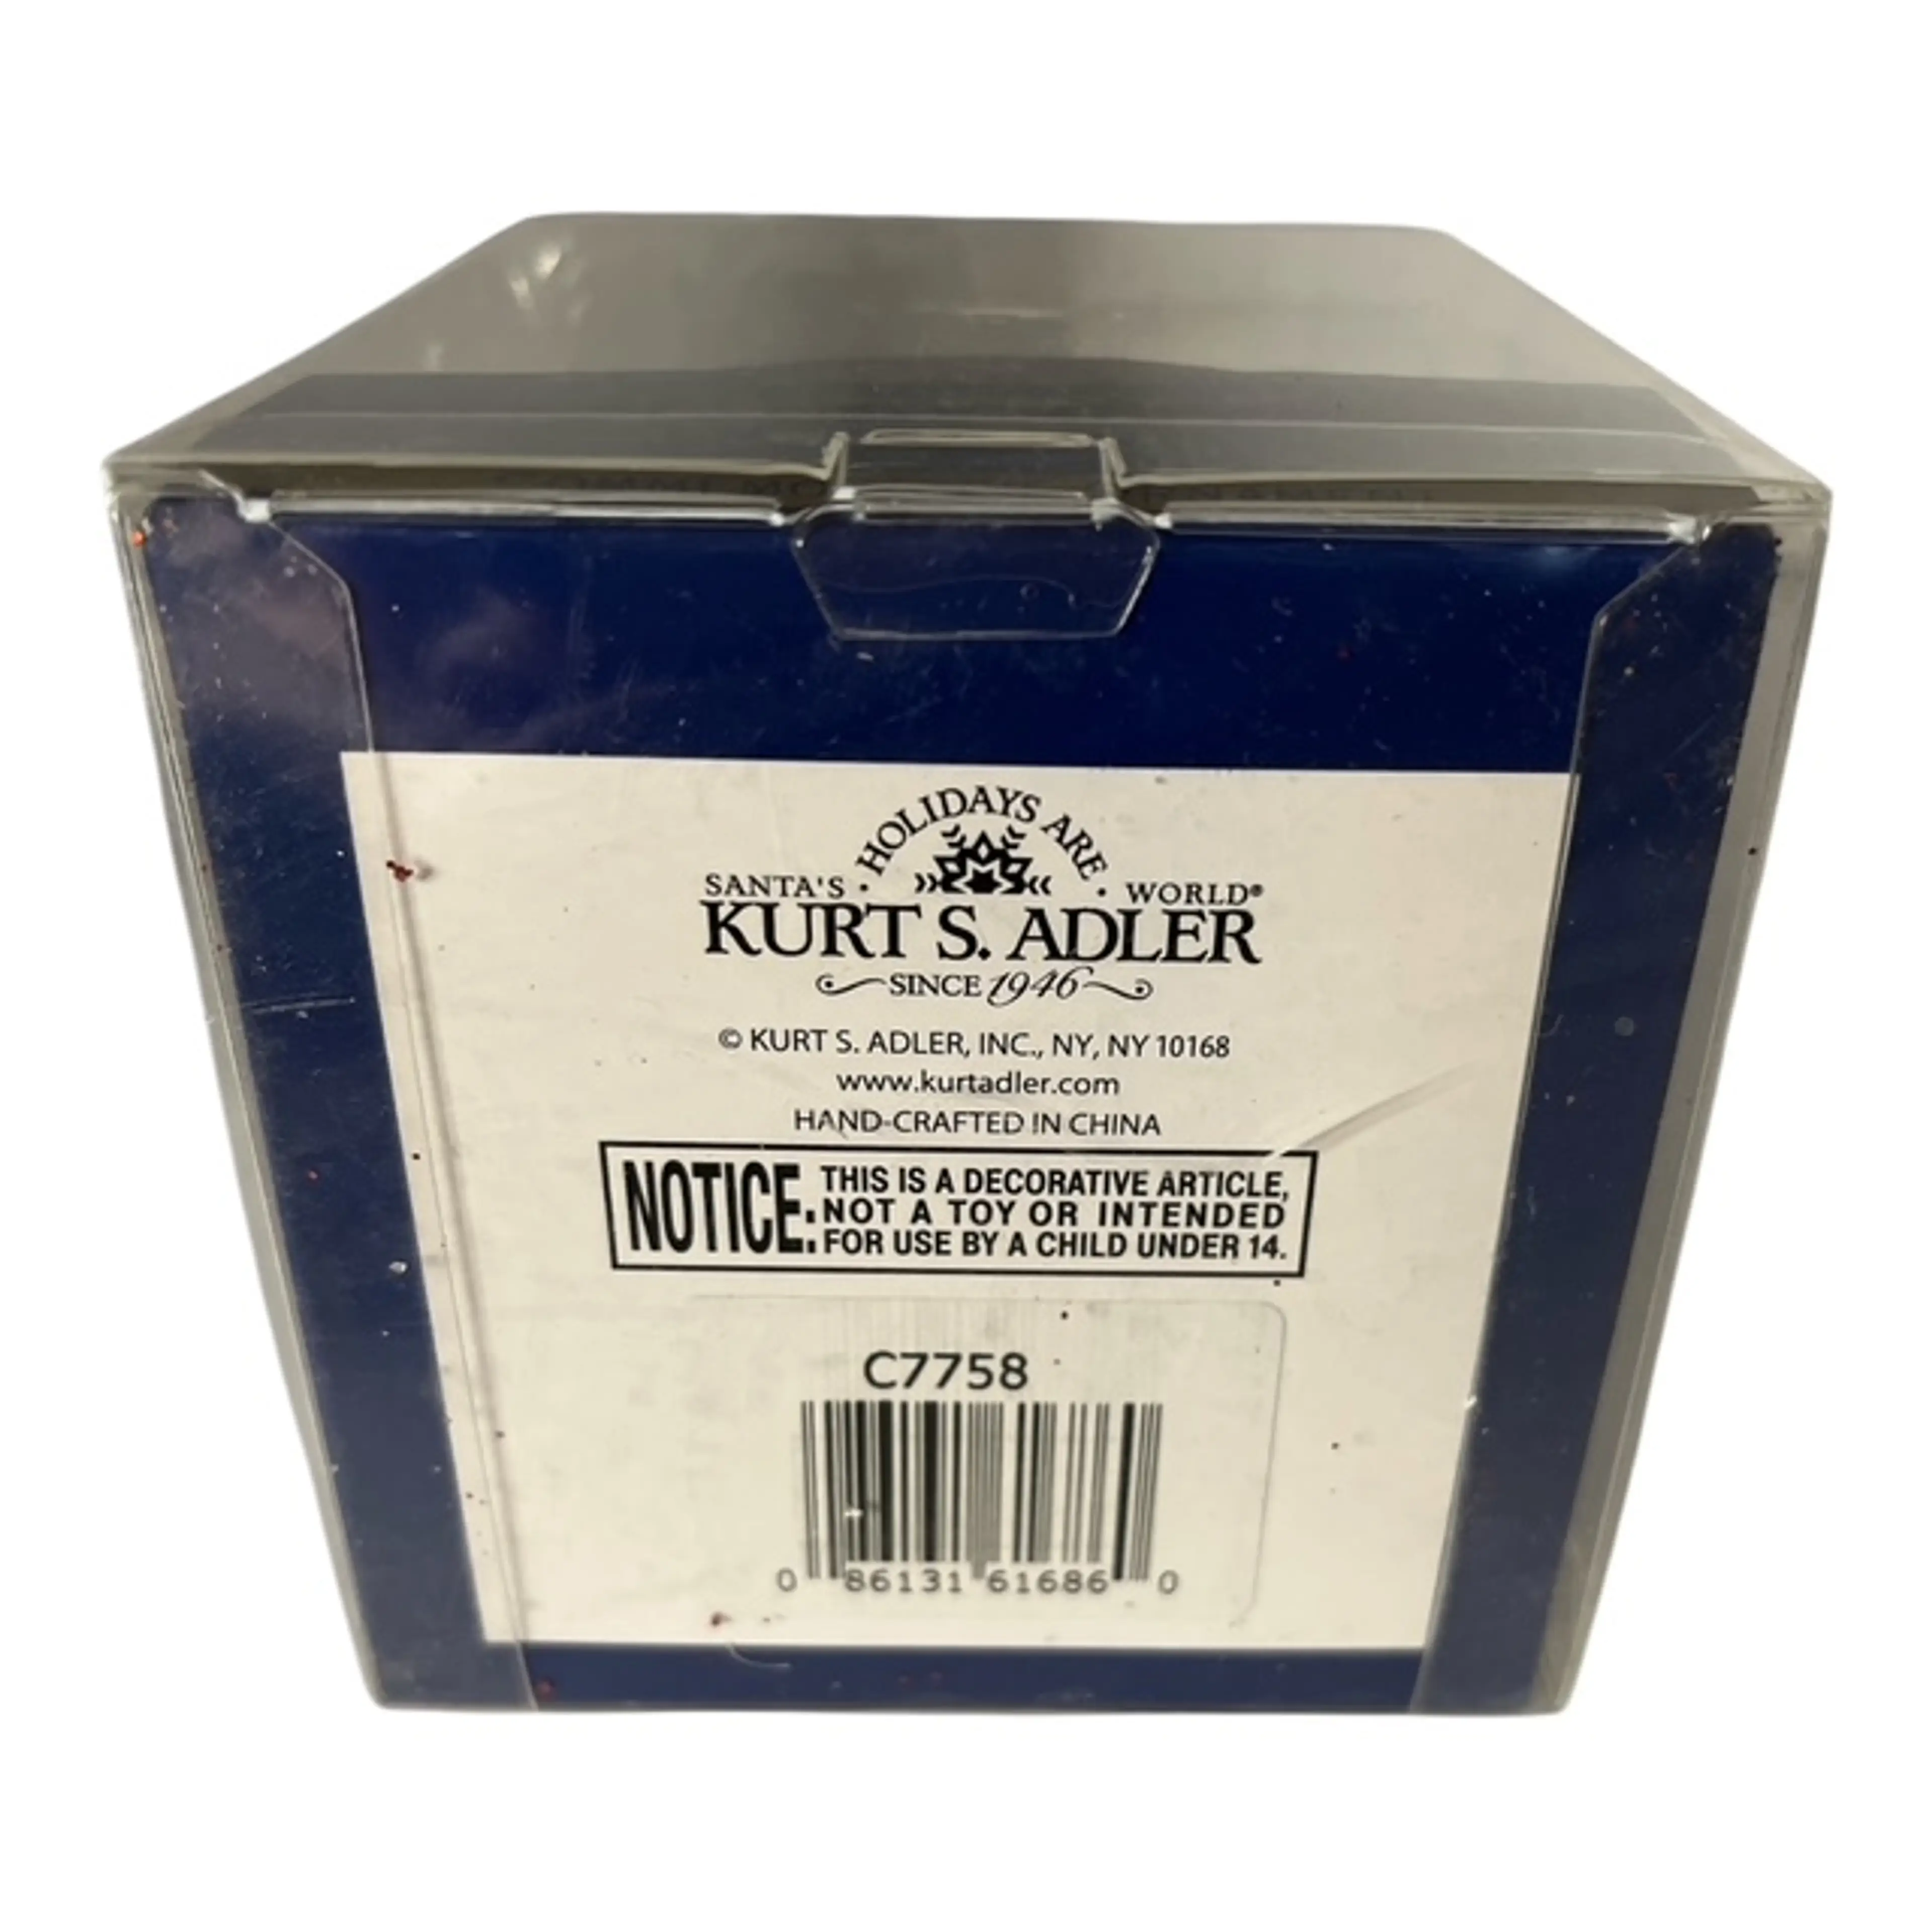 HOLIDAYS ARE
SANTA'S · · WORLD®
KURT S. ADLER
SINCE 1946
© KURT S. ADLER, INC., NY, NY 10168
www.kurtadler.com
HAND-CRAFTED IN CHINA
NOTICE: THIS IS A DECORATIVE ARTICLE,
NOT A TOY OR INTENDED
FOR USE BY A CHILD UNDER 14.
C7758
0 86131 61686 0